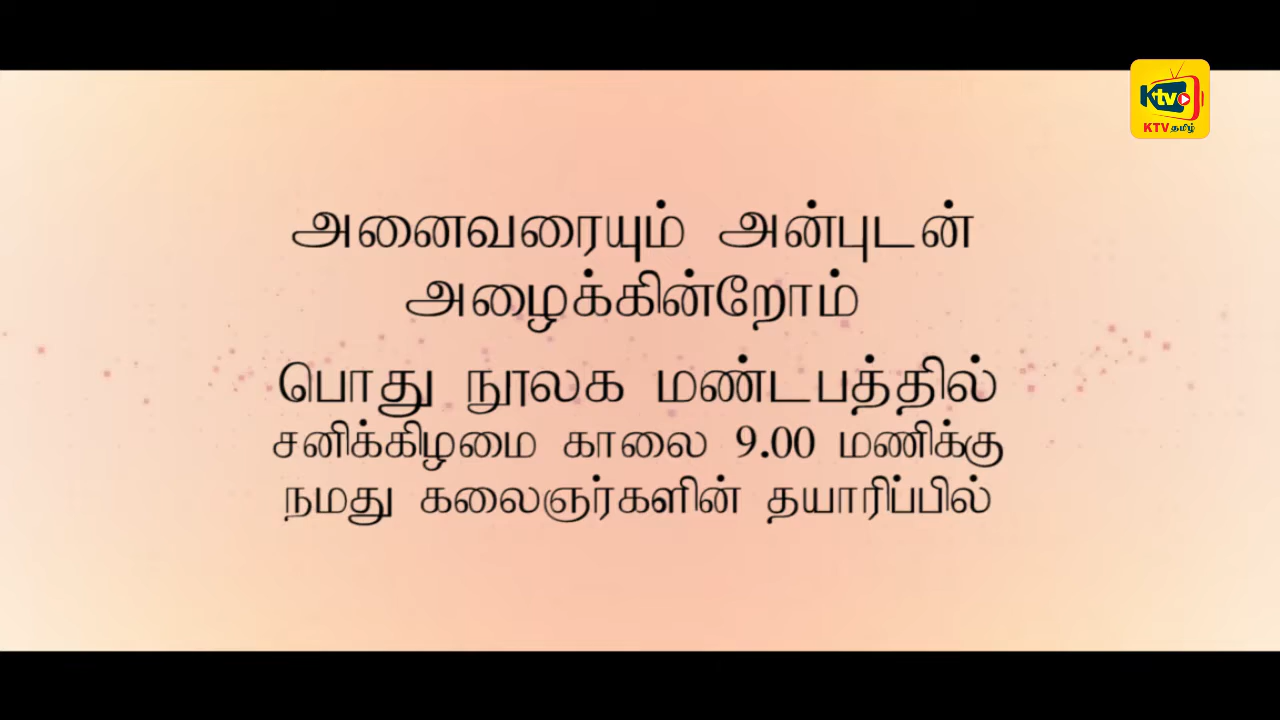 Ktv
KTV தமிழ்
அனைவரையும் அன்புடன்
அழைக்கின்றோம்
பொது நூலக மண்டபத்தில்
சனிக்கிழமை காலை 9.00 மணிக்கு
நமது கலைஞர்களின் தயாரிப்பில்